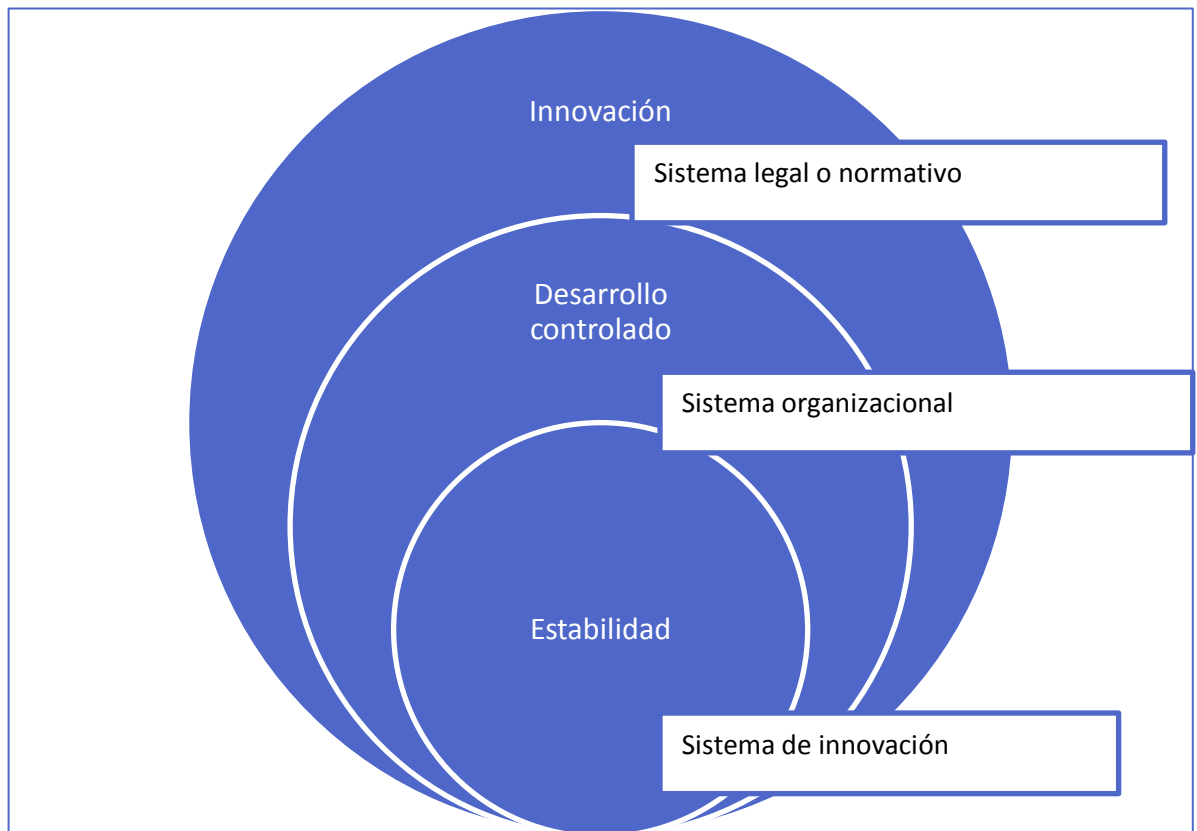 Innovación
Sistema legal o normativo
Desarrollo
controlado
Sistema organizacional
Estabilidad
Sistema de innovación